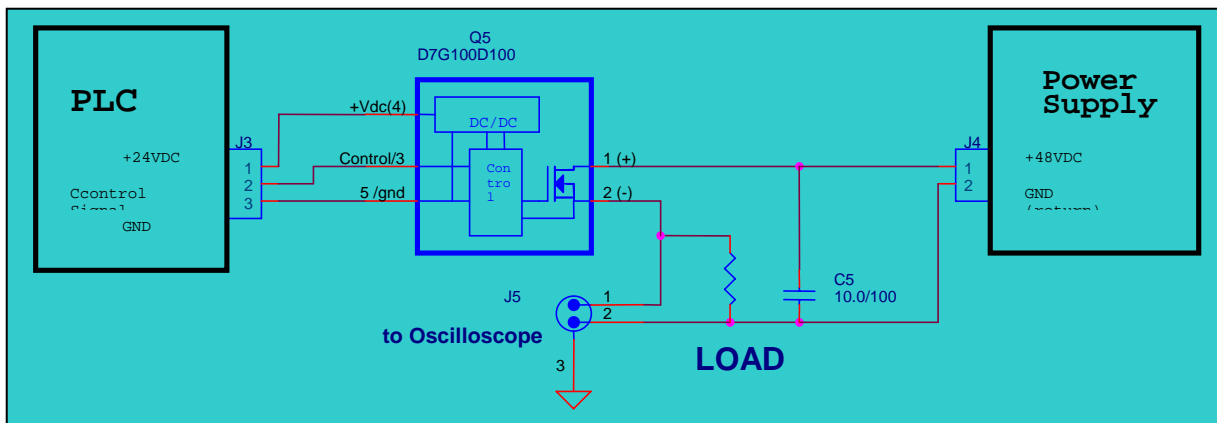 Q5
D7G100D100
PLC
+24VDC
Ccontrol
Signal
GND
J3
1
2
3
+Vdc(4)
Control/3
5 /gnd
DC/DC
Con
tro
l
1 (+)
2 (-)
J4
1
2
Power
Supply
+48VDC
GND
(return)
J5
1
2
3
to Oscilloscope
C5
10.0/100
LOAD